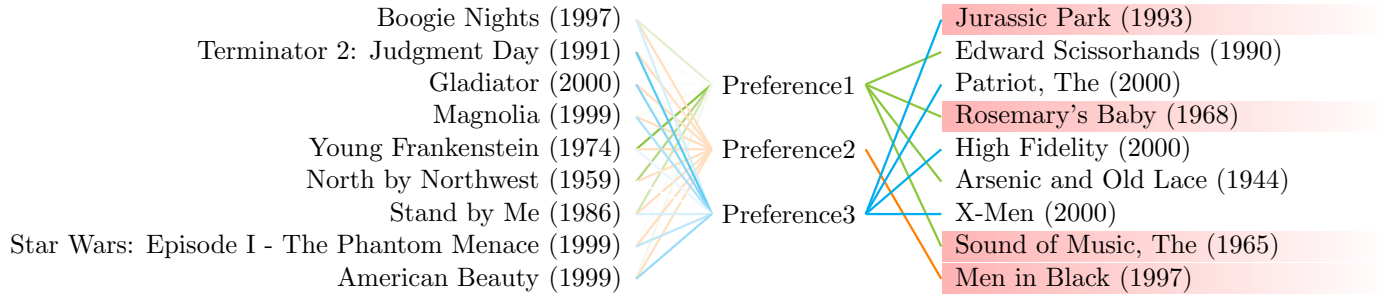 Boogie Nights (1997)
Terminator 2: Judgment Day (1991)
Gladiator (2000)
Magnolia (1999)
Young Frankenstein (1974)
North by Northwest (1959)
Stand by Me (1986)
Star Wars: Episode I - The Phantom Menace (1999)
American Beauty (1999)
Preference1
Preference2
Preference3
Jurassic Park (1993)
Edward Scissorhands (1990)
Patriot, The (2000)
Rosemary's Baby (1968)
High Fidelity (2000)
Arsenic and Old Lace (1944)
X-Men (2000)
Sound of Music, The (1965)
Men in Black (1997)